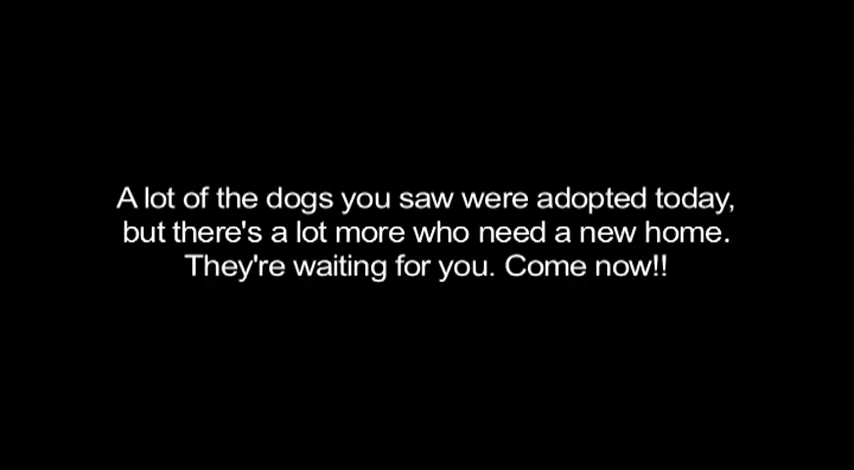 A lot of the dogs you saw were adopted today,
but there's a lot more who need a new home.
They're waiting for you. Come now!!